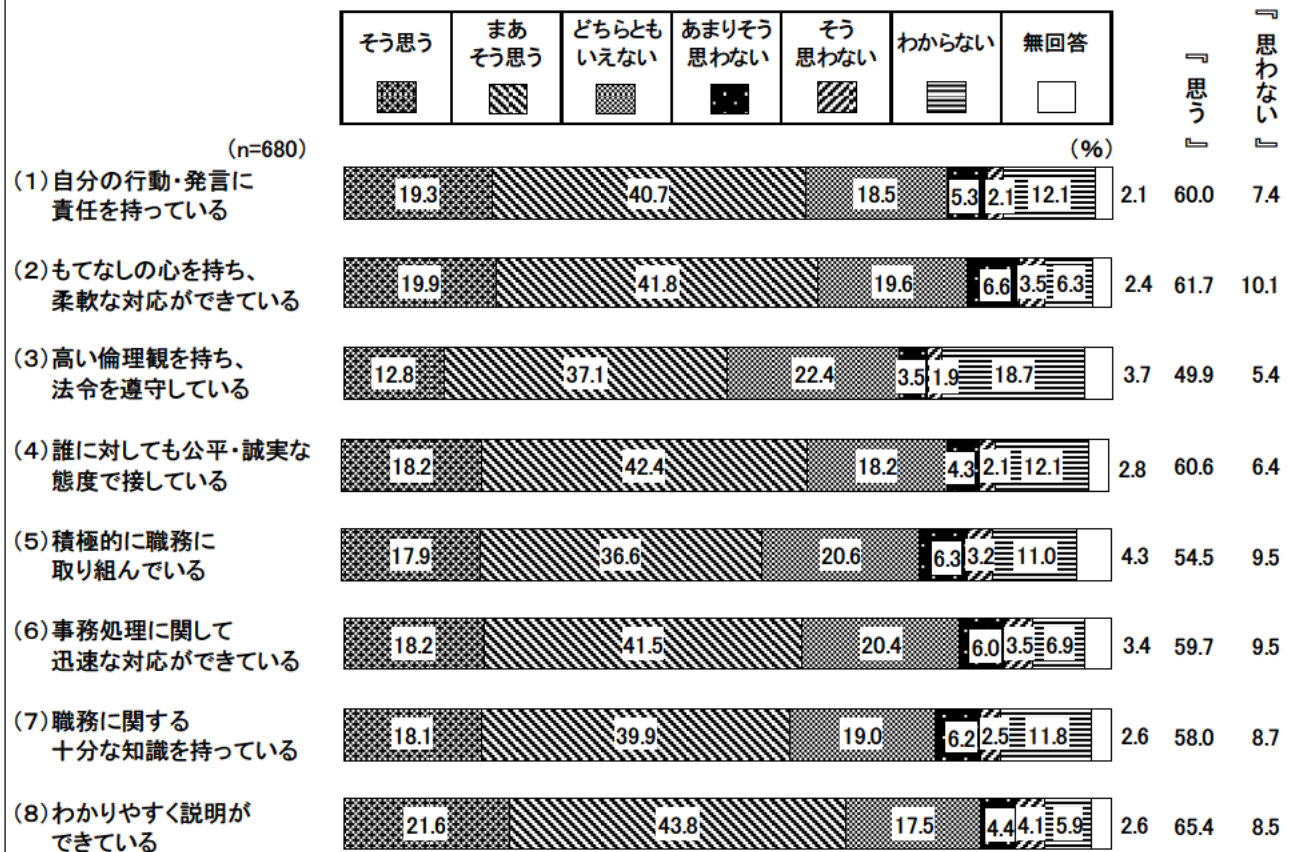 そう思う
まあ
そう思う
どちらとも
いえない
あまりそう
思わない
そう
思わない
わからない
無回答
『思う』
『思わない』
(n=680)
(%)
(1)自分の行動・発言に
責任を持っている
19.3 40.7 18.5 5.3 2.1 12.1 2.1 60.0 7.4
(2)もてなしの心を持ち、
柔軟な対応ができている
19.9 41.8 19.6 6.6 3.5 6.3 2.4 61.7 10.1
(3)高い倫理観を持ち、
法令を遵守している
12.8 37.1 22.4 3.5 1.9 18.7 3.7 49.9 5.4
(4)誰に対しても公平・誠実な
態度で接している
18.2 42.4 18.2 4.3 2.1 12.1 2.8 60.6 6.4
(5)積極的に職務に
取り組んでいる
17.9 36.6 20.6 6.3 3.2 11.0 4.3 54.5 9.5
(6)事務処理に関して
迅速な対応ができている
18.2 41.5 20.4 6.0 3.5 6.9 3.4 59.7 9.5
(7)職務に関する
十分な知識を持っている
18.1 39.9 19.0 6.2 2.5 11.8 2.6 58.0 8.7
(8)わかりやすく説明が
できている
21.6 43.8 17.5 4.4 4.1 5.9 2.6 65.4 8.5